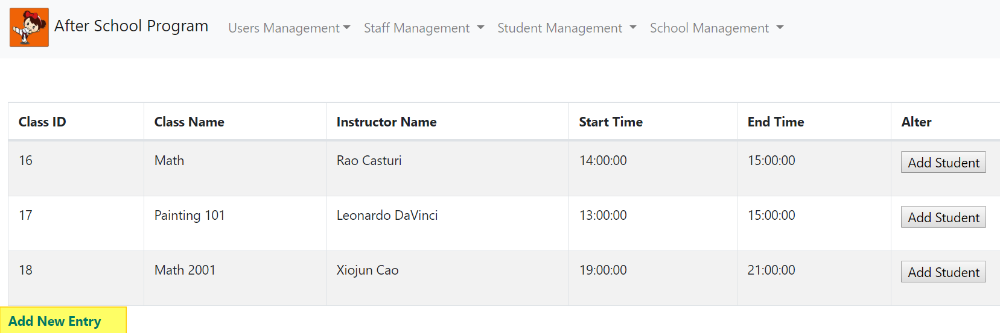 After School Program Users Management Staff Management Student Management School Management
Class ID Class Name Instructor Name Start Time End Time Alter
16 Math Rao Casturi 14:00:00 15:00:00 Add Student
17 Painting 101 Leonardo DaVinci 13:00:00 15:00:00 Add Student
18 Math 2001 Xiojun Cao 19:00:00 21:00:00 Add Student
Add New Entry